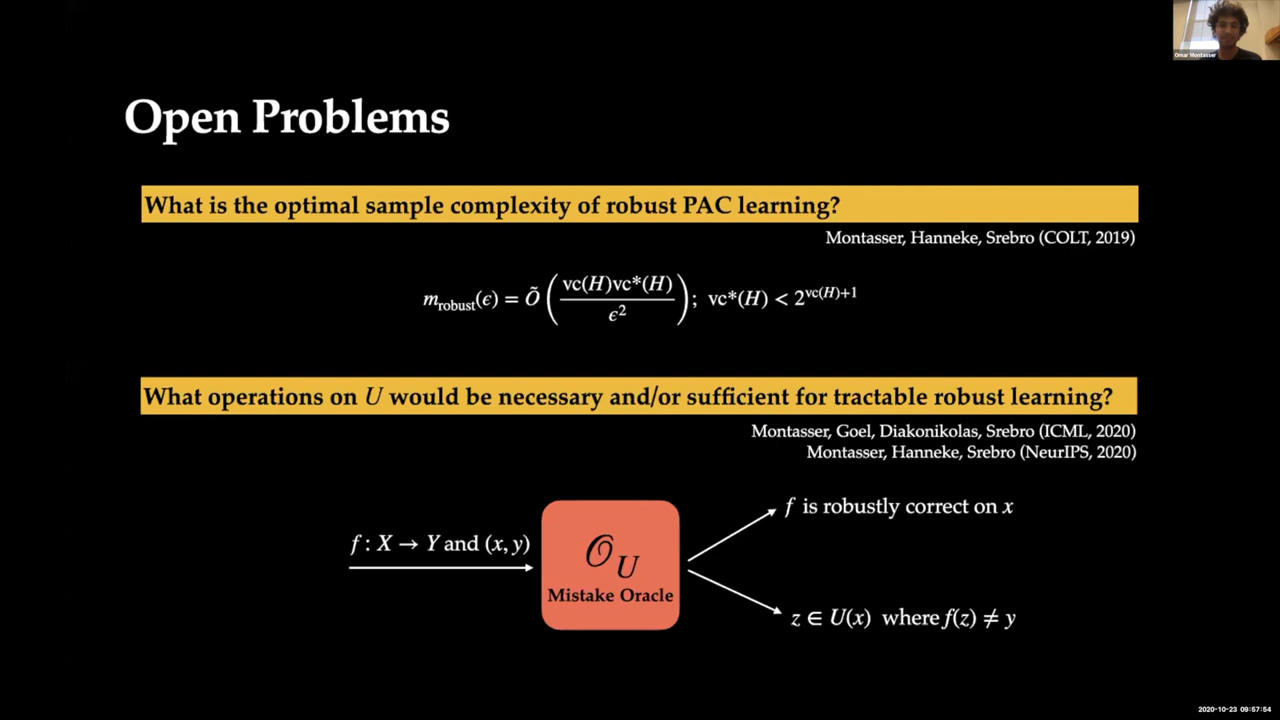 Omar Montasser
Open Problems
What is the optimal sample complexity of robust PAC learning?
Montasser, Hanneke, Srebro (COLT, 2019)
m_robust(ϵ) = Õ ( vc(H)vc*(H) / ϵ² ) ; vc*(H) < 2^{vc(H)+1}
What operations on U would be necessary and/or sufficient for tractable robust learning?
Montasser, Goel, Diakonikolas, Srebro (ICML, 2020)
Montasser, Hanneke, Srebro (NeurIPS, 2020)
f : X → Y and (x, y)
𝒪_U
Mistake Oracle
f is robustly correct on x
z ∈ U(x) where f(z) ≠ y
2020-10-23 09:57:54